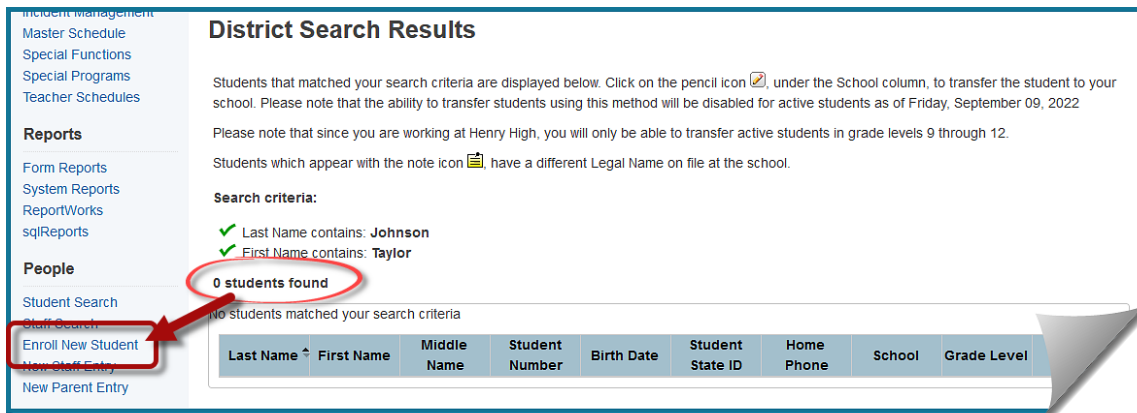 Incident Management
Master Schedule
Special Functions
Special Programs
Teacher Schedules
Reports
Form Reports
System Reports
ReportWorks
sqlReports
People
Student Search
Staff Search
Enroll New Student
New Staff Entry
New Parent Entry
District Search Results
Students that matched your search criteria are displayed below. Click on the pencil icon , under the School column, to transfer the student to your
school. Please note that the ability to transfer students using this method will be disabled for active students as of Friday, September 09, 2022
Please note that since you are working at Henry High, you will only be able to transfer active students in grade levels 9 through 12.
Students which appear with the note icon , have a different Legal Name on file at the school.
Search criteria:
Last Name contains: Johnson
First Name contains: Taylor
0 students found
No students matched your search criteria
Last Name First Name Middle Name Student Number Birth Date Student State ID Home Phone School Grade Level